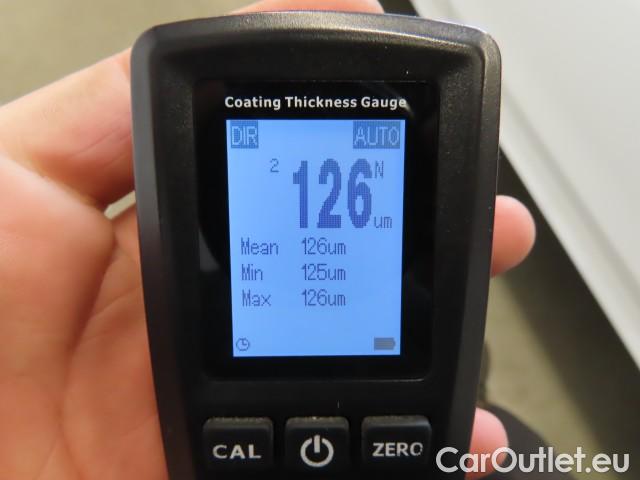 Coating Thickness Gauge
DIR AUTO
2 126 N um
Mean 126um
Min 125um
Max 126um
CAL ZERO
CarOutlet.eu